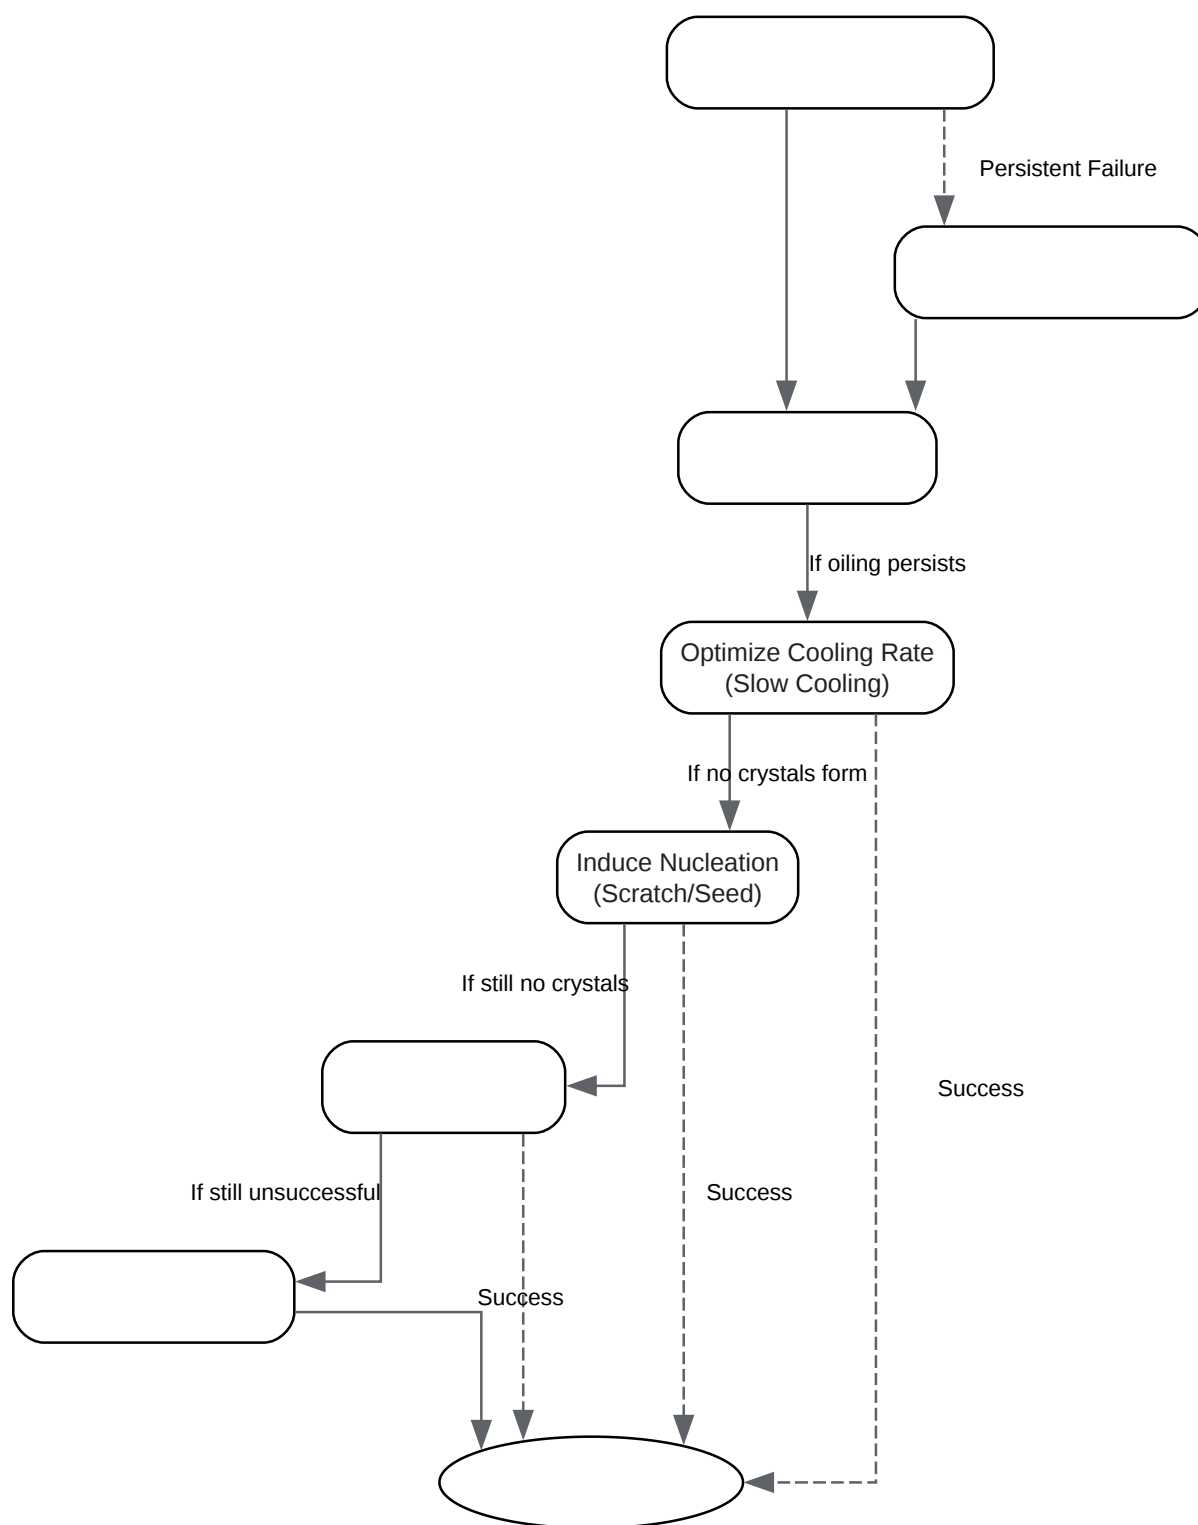 Persistent Failure
If oiling persists
Optimize Cooling Rate
(Slow Cooling)
If no crystals form
Induce Nucleation
(Scratch/Seed)
If still no crystals
Success
If still unsuccessful
Success
Success